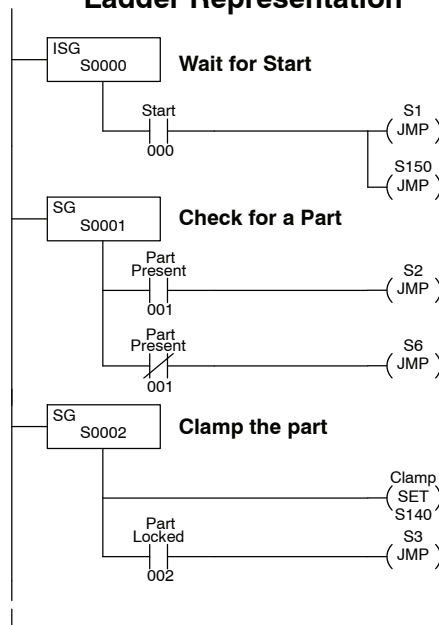 Ladder Representation
ISG
S0000
Wait for Start
Start
000
S1
JMP
S150
JMP
SG
S0001
Check for a Part
Part
Present
001
S2
JMP
Part
Present
001
S6
JMP
SG
S0002
Clamp the part
Clamp
SET
S140
Part
Locked
002
S3
JMP